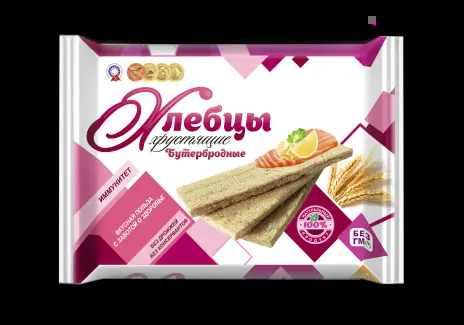 Хлебцы
хрустящие
Бутербродные
ИММУНИТЕТ
ВКУСНАЯ ПОЛЬЗА
С ЗАБОТОЙ О ЗДОРОВЬЕ
БЕЗ ДРОЖЖЕЙ
БЕЗ КОНСЕРВАНТОВ
100%
БЕЗ
ГМО